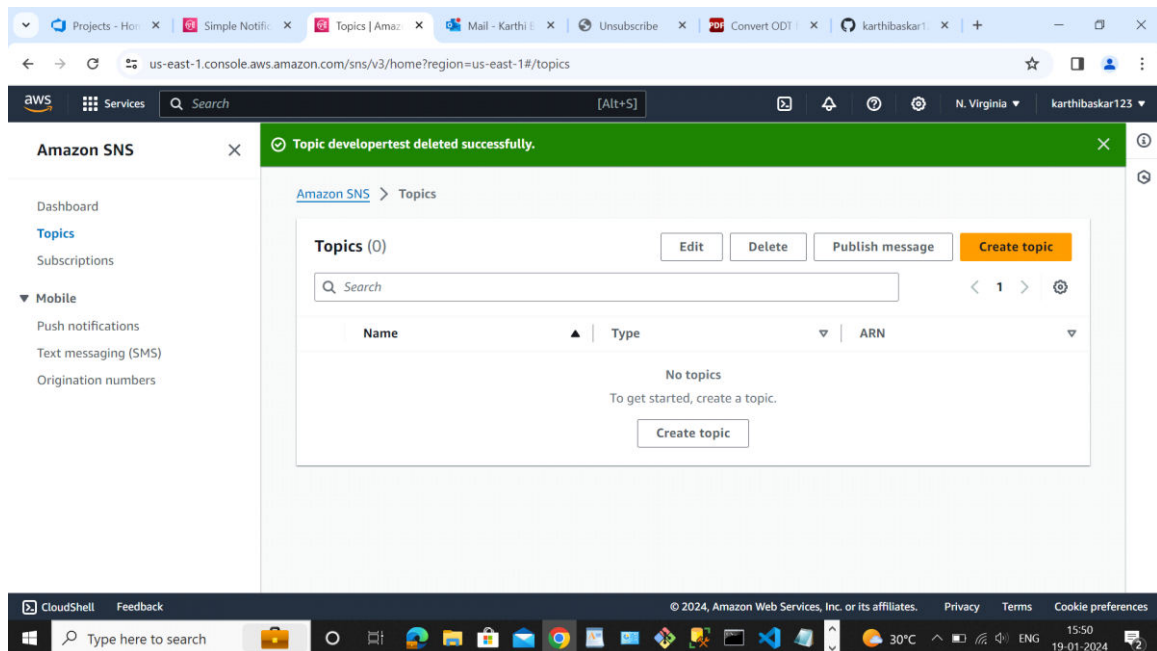 Projects - Hon
Simple Notific
Topics | Amaz
Mail - Karthi B
Unsubscribe
Convert ODT
karthibaskar1
us-east-1.console.aws.amazon.com/sns/v3/home?region=us-east-1#/topics
aws
Services
Search
[Alt+S]
N. Virginia
karthibaskar123
Amazon SNS
Topic developertest deleted successfully.
Dashboard
Topics
Subscriptions
Mobile
Push notifications
Text messaging (SMS)
Origination numbers
Amazon SNS > Topics
Topics (0)
Edit
Delete
Publish message
Create topic
Search
1
Name
Type
ARN
No topics
To get started, create a topic.
Create topic
CloudShell
Feedback
© 2024, Amazon Web Services, Inc. or its affiliates.
Privacy
Terms
Cookie preferences
Type here to search
30°C
ENG
15:50
19-01-2024
2